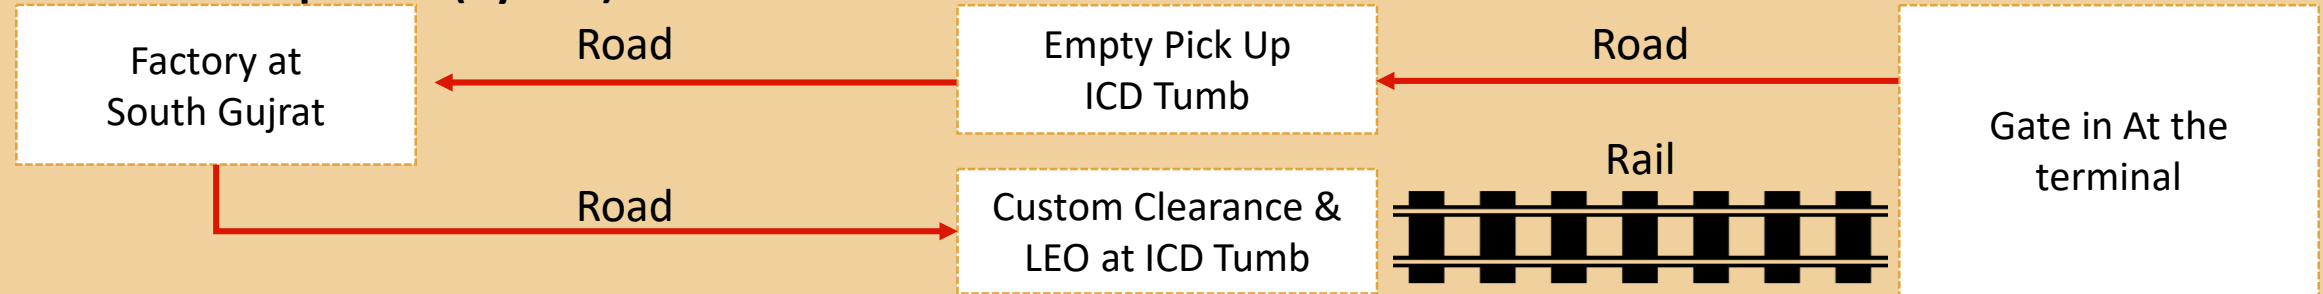 Factory at
South Gujrat
Road
Empty Pick Up
ICD Tumb
Road
Gate in At the
terminal
Road
Custom Clearance &
LEO at ICD Tumb
Rail